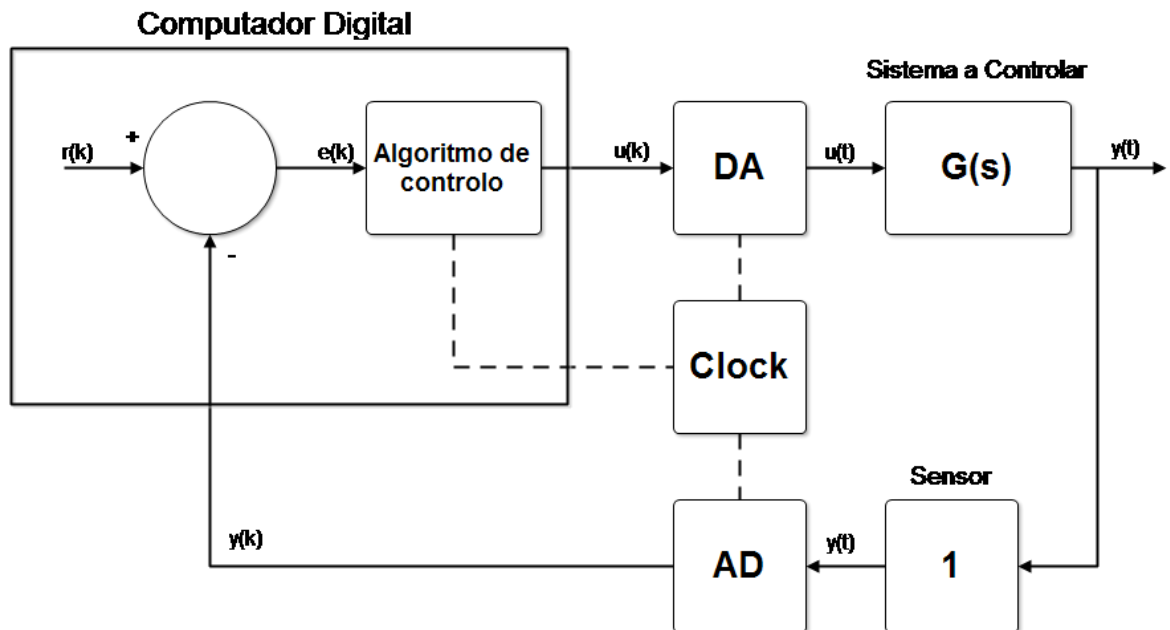 Computador Digital
Sistema a Controlar
r(k)
+
-
e(k)
Algoritmo de
controlo
u(k)
DA
u(t)
G(s)
y(t)
Clock
Sensor
y(k)
AD
y(t)
1